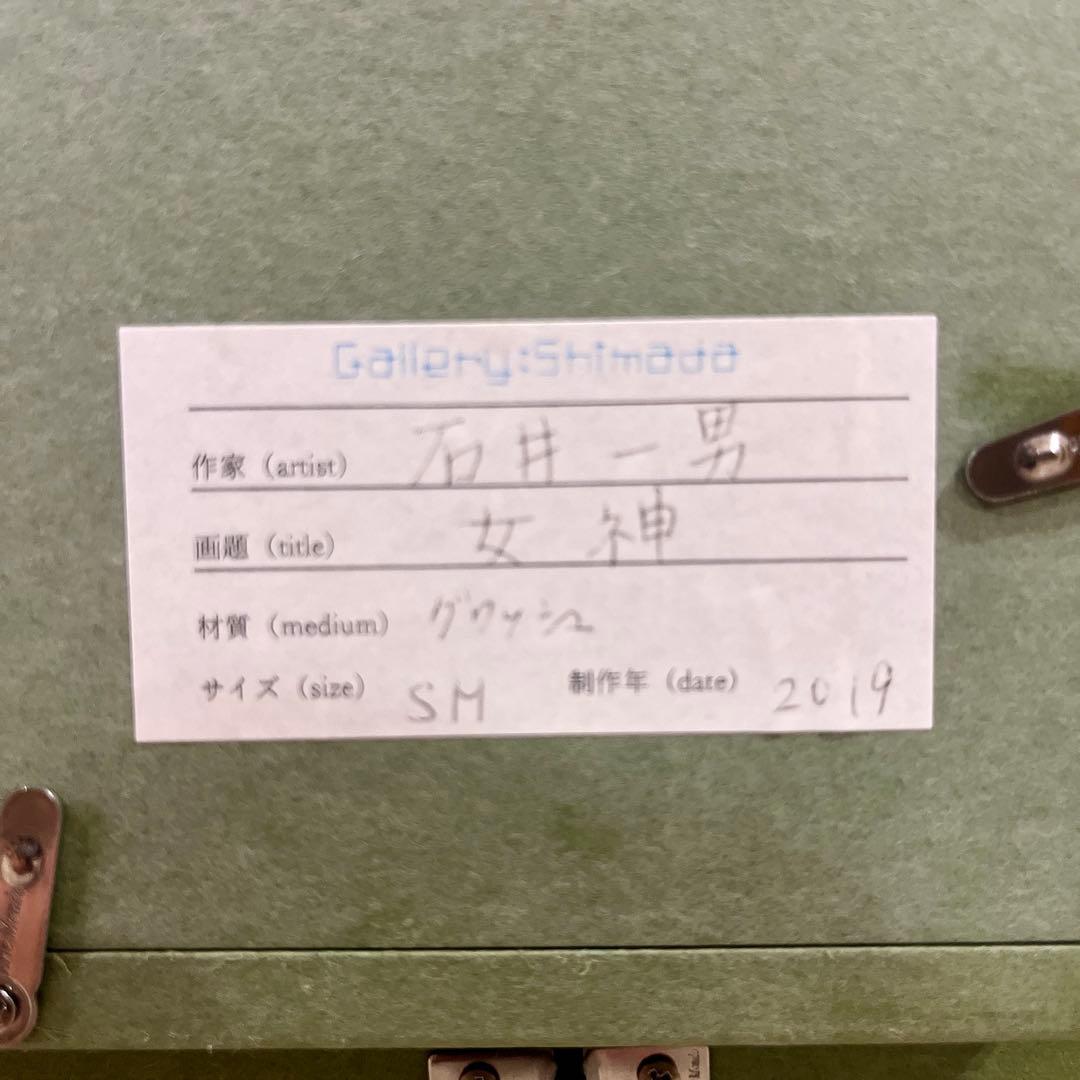 Gallery:Shimada
作家 (artist) 石井一男
画題 (title) 女神
材質 (medium) グワッシュ
サイズ (size) SM 制作年 (date) 2019